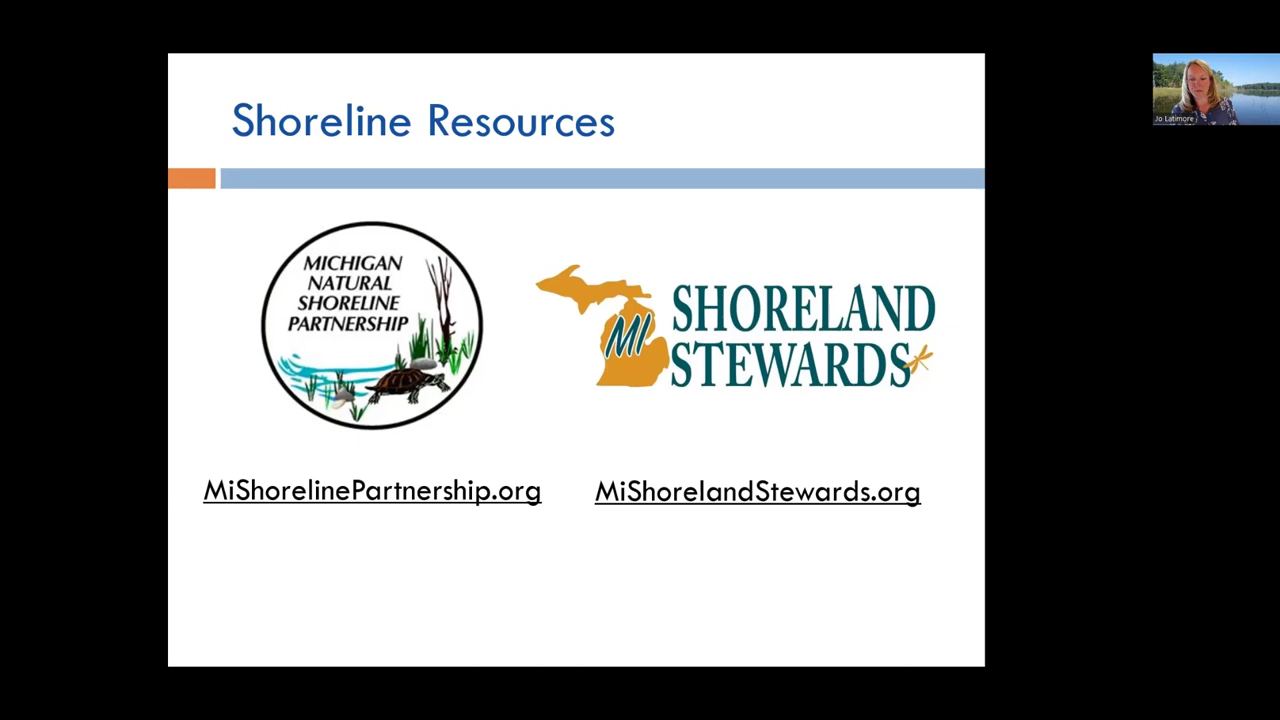 Shoreline Resources
MICHIGAN
NATURAL
SHORELINE
PARTNERSHIP
MI
SHORELAND
STEWARDS
MiShorelinePartnership.org
MiShorelandStewards.org
Jo Latimore